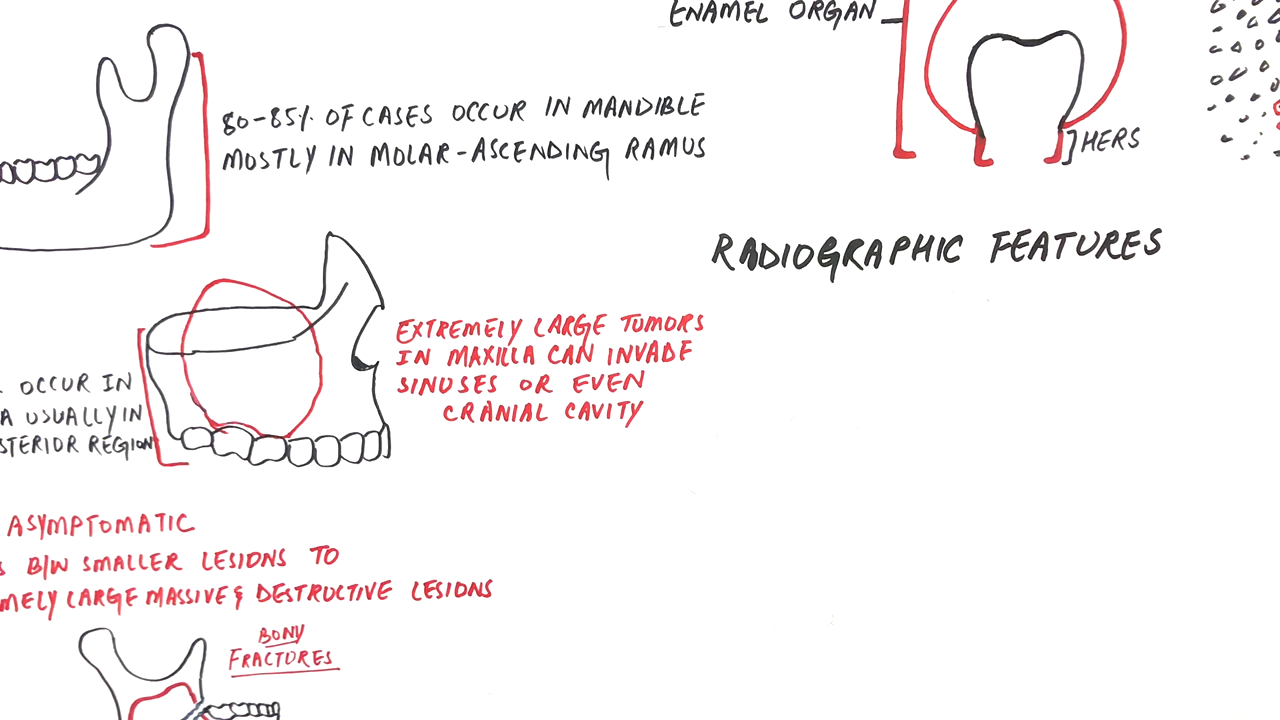 ENAMEL ORGAN
80-85% OF CASES OCCUR IN MANDIBLE
MOSTLY IN MOLAR-ASCENDING RAMUS
HERS
RADIOGRAPHIC FEATURES
EXTREMELY LARGE TUMORS
IN MAXILLA CAN INVADE
SINUSES OR EVEN
CRANIAL CAVITY
OCCUR IN
A USUALLY IN
STERIOR REGION
ASYMPTOMATIC
S B/W SMALLER LESIONS TO
MELY LARGE MASSIVE & DESTRUCTIVE LESIONS
BONY
FRACTURES